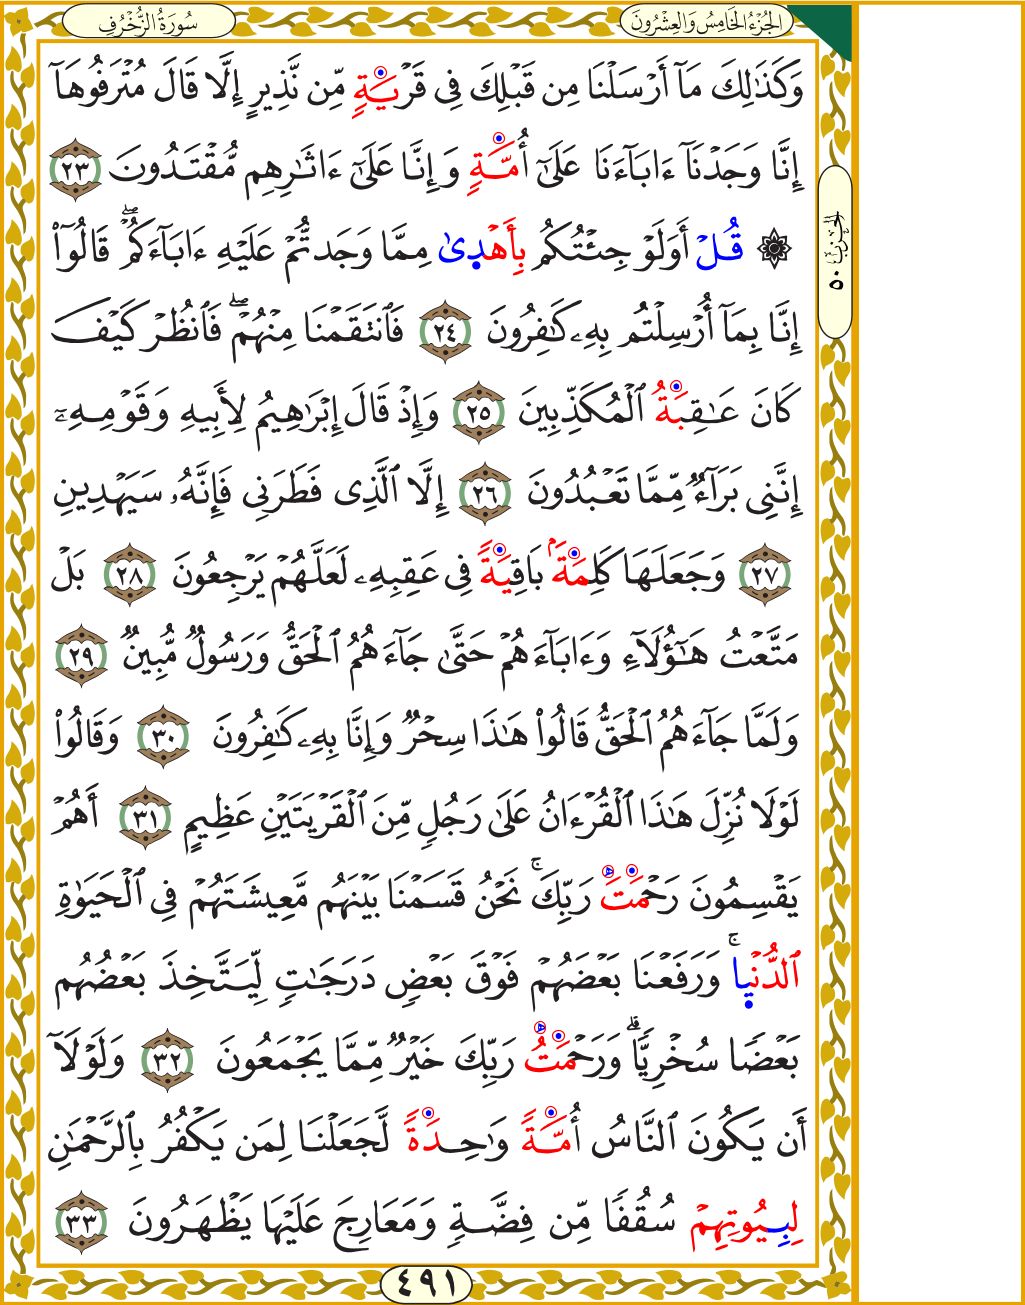 الجُزْءُ الخَامِسُ وَالعِشْرُونَ
سُورَةُ الزُّخْرُفِ
وَكَذَٰلِكَ مَآ أَرْسَلْنَا مِن قَبْلِكَ فِى قَرْيَةٍ مِّن نَّذِيرٍ إِلَّا قَالَ مُتْرَفُوهَآ
إِنَّا وَجَدْنَآ ءَابَآءَنَا عَلَىٰٓ أُمَّةٍ وَإِنَّا عَلَىٰٓ ءَاثَٰرِهِم مُّقْتَدُونَ ٢٣
۞ قُلْ أَوَلَوْ جِئْتُكُم بِأَهْدَىٰ مِمَّا وَجَدتُّمْ عَلَيْهِ ءَابَآءَكُمْۖ قَالُوٓا۟
إِنَّا بِمَآ أُرْسِلْتُم بِهِۦ كَٰفِرُونَ ٢٤ فَٱنتَقَمْنَا مِنْهُمْۖ فَٱنظُرْ كَيْفَ
كَانَ عَٰقِبَةُ ٱلْمُكَذِّبِينَ ٢٥ وَإِذْ قَالَ إِبْرَٰهِيمُ لِأَبِيهِ وَقَوْمِهِۦٓ
إِنَّنِى بَرَآءٌ مِّمَّا تَعْبُدُونَ ٢٦ إِلَّا ٱلَّذِى فَطَرَنِى فَإِنَّهُۥ سَيَهْدِينِ
٢٧ وَجَعَلَهَا كَلِمَةًۢ بَاقِيَةً فِى عَقِبِهِۦ لَعَلَّهُمْ يَرْجِعُونَ ٢٨ بَلْ
مَتَّعْتُ هَٰٓؤُلَآءِ وَءَابَآءَهُمْ حَتَّىٰ جَآءَهُمُ ٱلْحَقُّ وَرَسُولٌ مُّبِينٌ ٢٩
وَلَمَّا جَآءَهُمُ ٱلْحَقُّ قَالُوا۟ هَٰذَا سِحْرٌ وَإِنَّا بِهِۦ كَٰفِرُونَ ٣٠ وَقَالُوا۟
لَوْلَا نُزِّلَ هَٰذَا ٱلْقُرْءَانُ عَلَىٰ رَجُلٍ مِّنَ ٱلْقَرْيَتَيْنِ عَظِيمٍ ٣١ أَهُمْ
يَقْسِمُونَ رَحْمَتَ رَبِّكَۚ نَحْنُ قَسَمْنَا بَيْنَهُم مَّعِيشَتَهُمْ فِى ٱلْحَيَوٰةِ
ٱلدُّنْيَاۚ وَرَفَعْنَا بَعْضَهُمْ فَوْقَ بَعْضٍ دَرَجَٰتٍ لِّيَتَّخِذَ بَعْضُهُم
بَعْضًا سُخْرِيًّاۗ وَرَحْمَتُ رَبِّكَ خَيْرٌ مِّمَّا يَجْمَعُونَ ٣٢ وَلَوْلَآ
أَن يَكُونَ ٱلنَّاسُ أُمَّةً وَٰحِدَةً لَّجَعَلْنَا لِمَن يَكْفُرُ بِٱلرَّحْمَٰنِ
لِبِيُوتِهِمْ سُقُفًا مِّن فِضَّةٍ وَمَعَارِجَ عَلَيْهَا يَظْهَرُونَ ٣٣
الحِزْبُ ٥٠
٤٩١